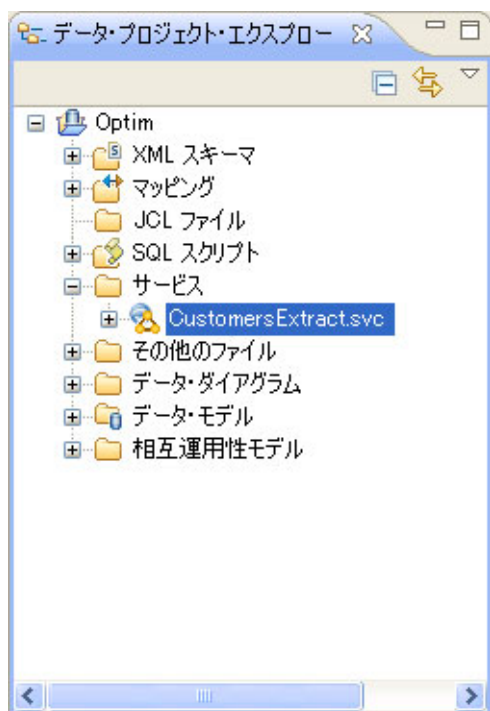 データ・プロジェクト・エクスプロー
Optim
XML スキーマ
マッピング
JCL ファイル
SQL スクリプト
サービス
CustomersExtract.svc
その他のファイル
データ・ダイアグラム
データ・モデル
相互運用性モデル